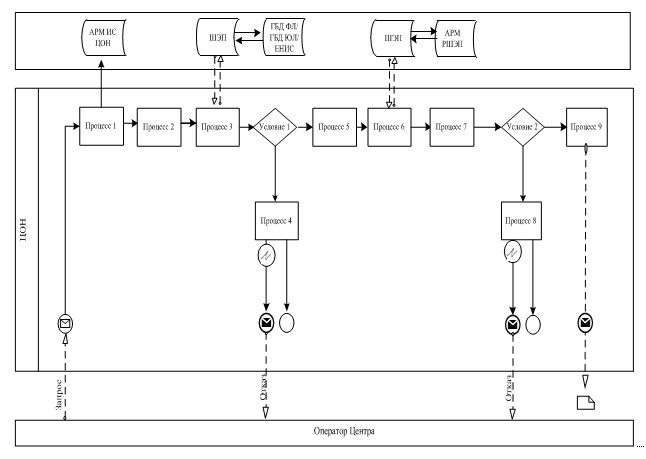 АРМ ИС
ЦОН
ШЭП
ГБД ФЛ/
ГБД ЮЛ/
ЕНИС
ШЭП
АРМ
РШЭП
Процесс 1
Процесс 2
Процесс 3
Условие 1
Процесс 5
Процесс 6
Процесс 7
Условие 2
Процесс 9
Процесс 4
Процесс 8
ЦОН
Запрос
Отказ
Отказ
Оператор Центра
....